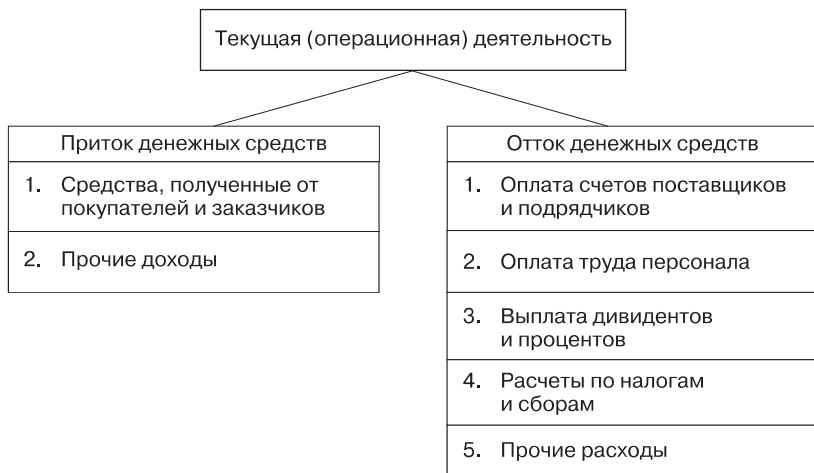 Текущая (операционная) деятельность
Приток денежных средств
1. Средства, полученные от
покупателей и заказчиков
2. Прочие доходы
Отток денежных средств
1. Оплата счетов поставщиков
и подрядчиков
2. Оплата труда персонала
3. Выплата дивидентов
и процентов
4. Расчеты по налогам
и сборам
5. Прочие расходы